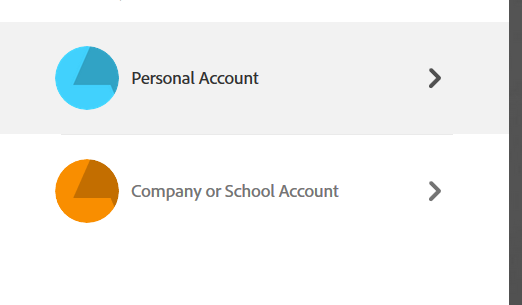 Personal Account
Company or School Account